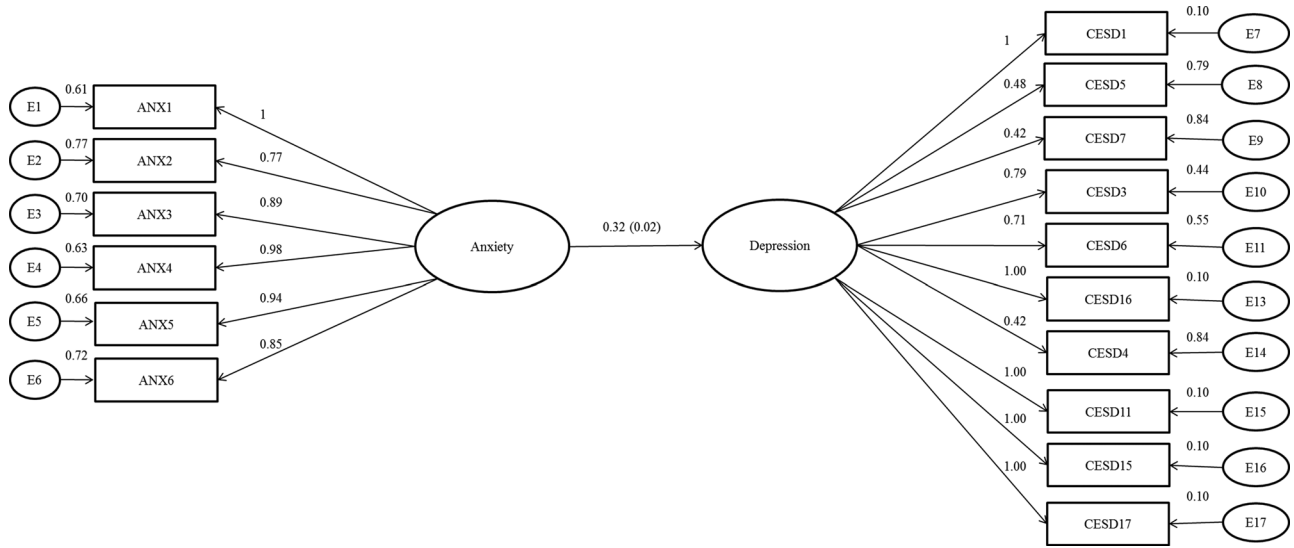 E1
0.61
ANX1
1
E2
0.77
ANX2
0.77
E3
0.70
ANX3
0.89
E4
0.63
ANX4
0.98
E5
0.66
ANX5
0.94
E6
0.72
ANX6
0.85
Anxiety
0.32 (0.02)
Depression
1
CESD1
0.10
E7
0.48
CESD5
0.79
E8
0.42
CESD7
0.84
E9
0.79
CESD3
0.44
E10
0.71
CESD6
0.55
E11
1.00
CESD16
0.10
E13
0.42
CESD4
0.84
E14
1.00
CESD11
0.10
E15
1.00
CESD15
0.10
E16
1.00
CESD17
0.10
E17